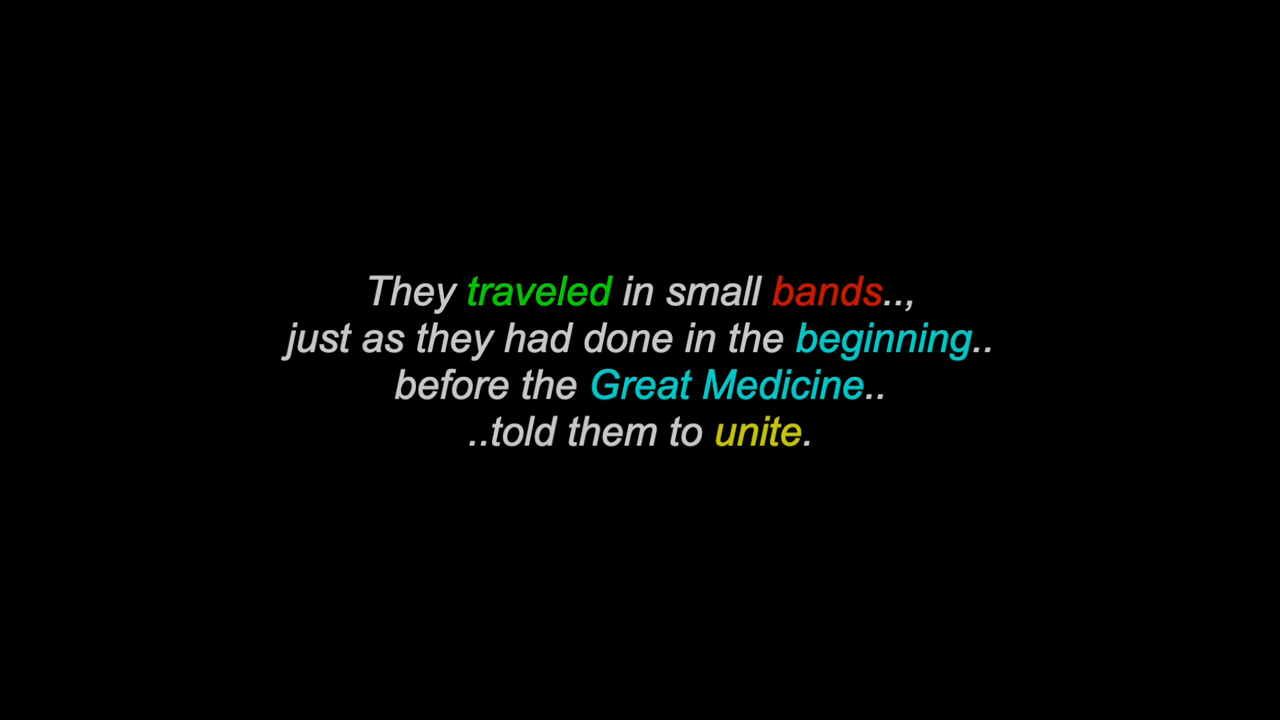 They traveled in small bands..,
just as they had done in the beginning..
before the Great Medicine..
..told them to unite.